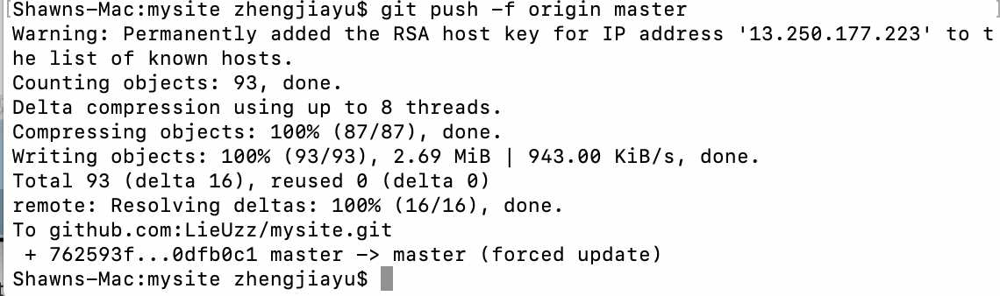 [Shawns-Mac:mysite zhengjiayu$ git push -f origin master ]
Warning: Permanently added the RSA host key for IP address '13.250.177.223' to t
he list of known hosts.
Counting objects: 93, done.
Delta compression using up to 8 threads.
Compressing objects: 100% (87/87), done.
Writing objects: 100% (93/93), 2.69 MiB | 943.00 KiB/s, done.
Total 93 (delta 16), reused 0 (delta 0)
remote: Resolving deltas: 100% (16/16), done.
To github.com:LieUzz/mysite.git
 + 762593f...0dfb0c1 master -> master (forced update)
Shawns-Mac:mysite zhengjiayu$